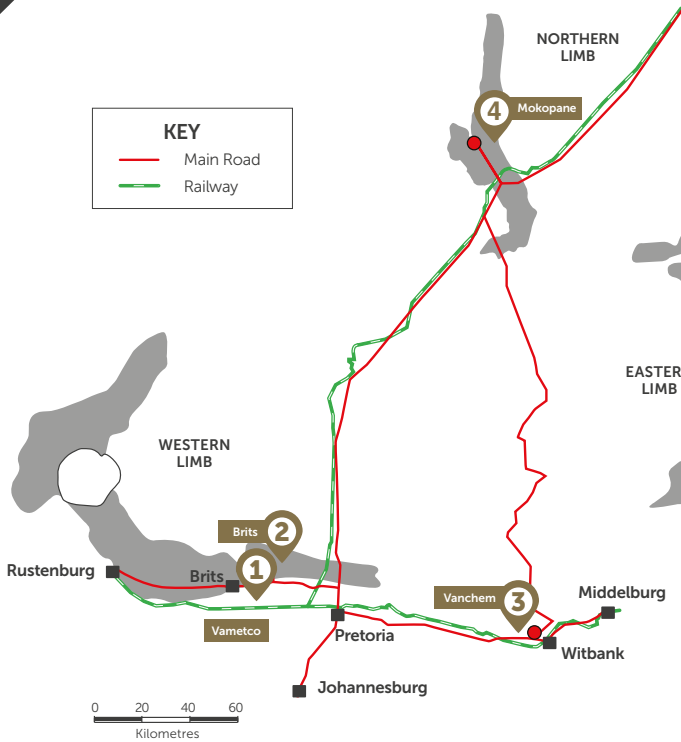 NORTHERN
LIMB
4
Mokopane
KEY
Main Road
Railway
EASTER
LIMB
WESTERN
LIMB
Brits
2
1
Rustenburg
Brits
Vanchem
3
Middelburg
Vametco
Pretoria
Witbank
Johannesburg
0 20 40 60
Kilometres